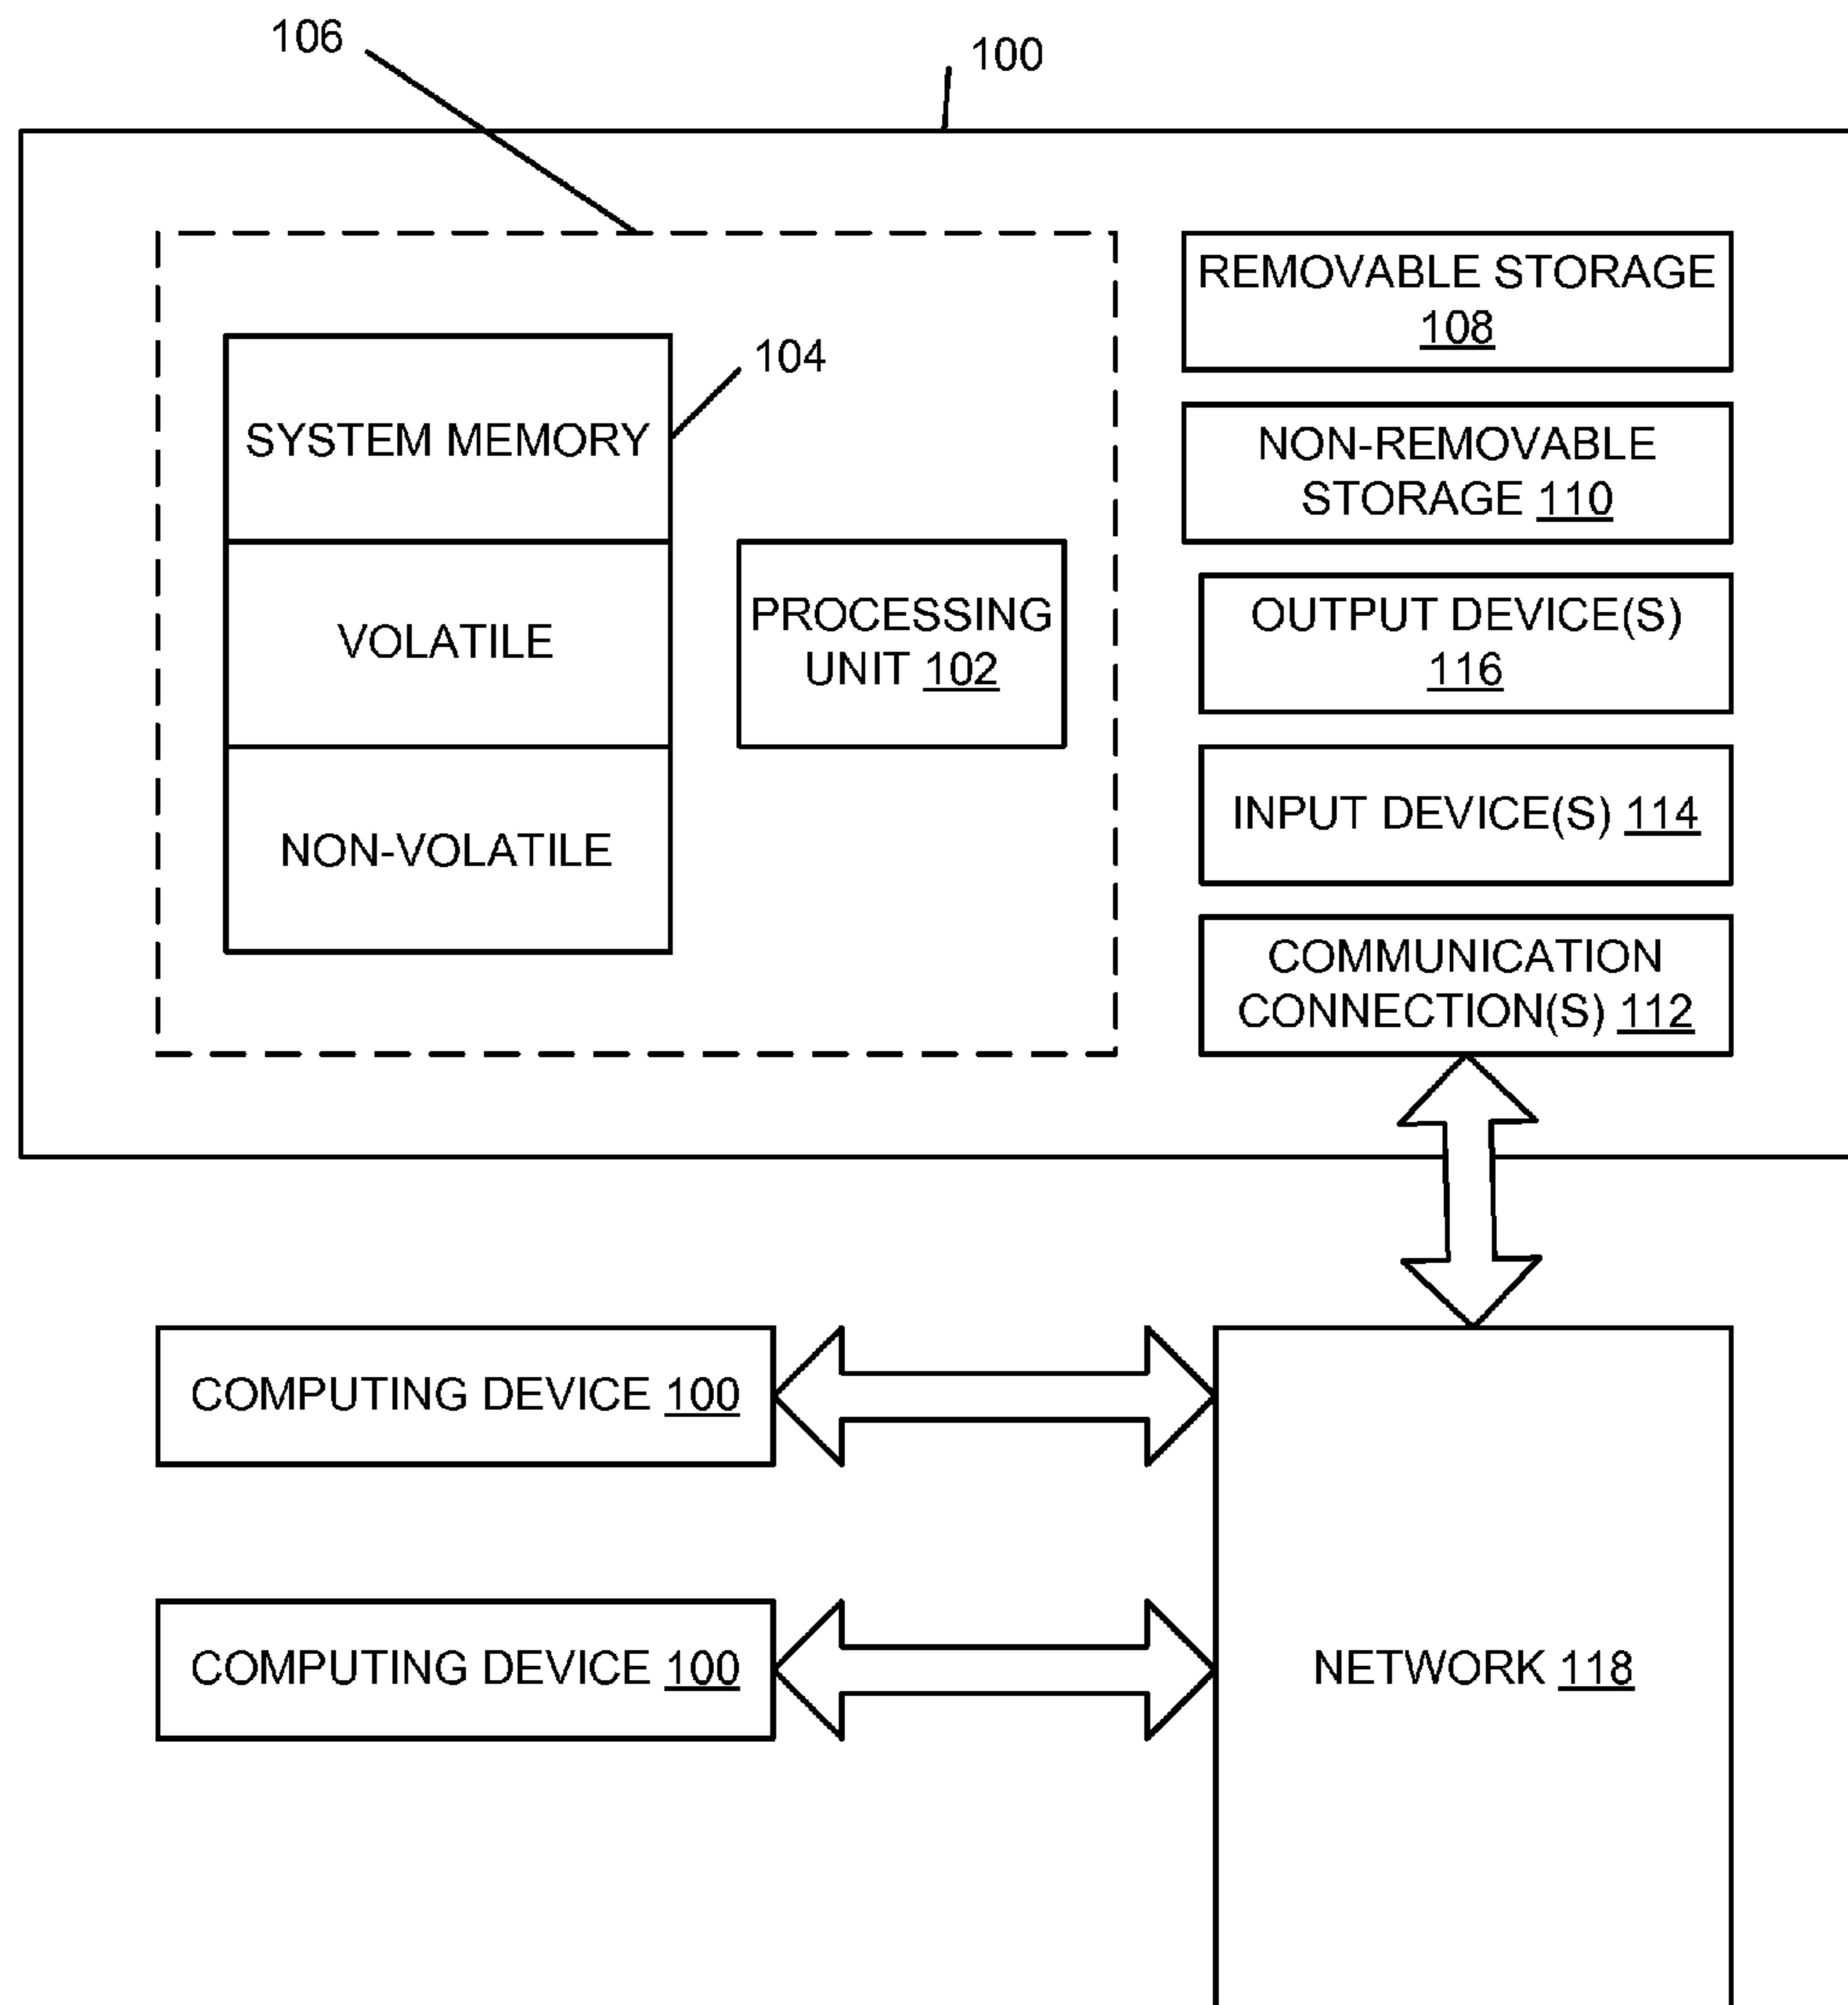 106
100
REMOVABLE STORAGE
108
104
SYSTEM MEMORY
NON-REMOVABLE
STORAGE 110
VOLATILE
PROCESSING
UNIT 102
OUTPUT DEVICE(S)
116
NON-VOLATILE
INPUT DEVICE(S) 114
COMMUNICATION
CONNECTION(S) 112
COMPUTING DEVICE 100
COMPUTING DEVICE 100
NETWORK 118